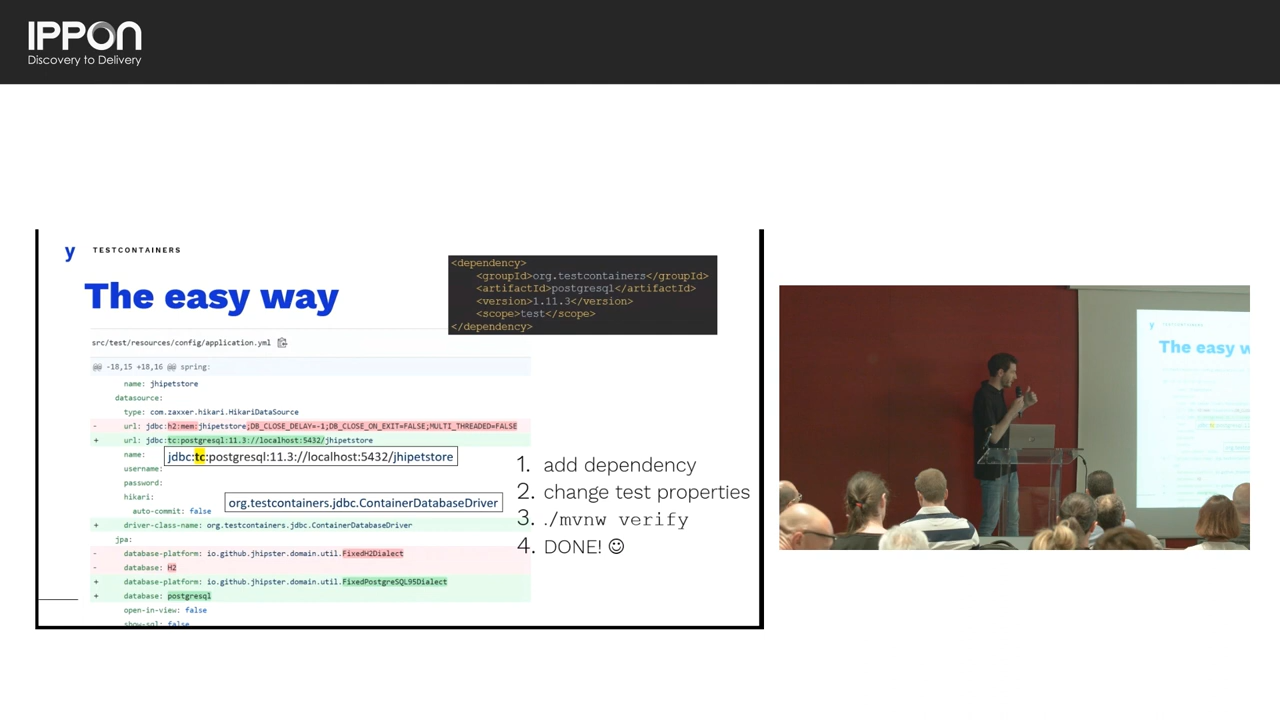 IPPON
Discovery to Delivery
y TESTCONTAINERS
The easy way
<dependency>
<groupId>org.testcontainers</groupId>
<artifactId>postgresql</artifactId>
<version>1.11.3</version>
<scope>test</scope>
</dependency>
src/test/resources/config/application.yml
@@ -18,15 +18,16 @@ spring:
name: jhipetstore
datasource:
type: com.zaxxer.hikari.HikariDataSource
- url: jdbc:h2:mem:jhipetstore;DB_CLOSE_DELAY=-1;DB_CLOSE_ON_EXIT=FALSE;MULTI_THREADED=FALSE
+ url: jdbc:tc:postgresql:11.3://localhost:5432/jhipetstore
name:
jdbc:tc:postgresql:11.3://localhost:5432/jhipetstore
username:
password:
hikari:
org.testcontainers.jdbc.ContainerDatabaseDriver
auto-commit: false
+ driver-class-name: org.testcontainers.jdbc.ContainerDatabaseDriver
jpa:
- database-platform: io.github.jhipster.domain.util.FixedH2Dialect
- database: H2
+ database-platform: io.github.jhipster.domain.util.FixedPostgreSQL95Dialect
+ database: postgresql
open-in-view: false
show-sql: false
1. add dependency
2. change test properties
3. ./mvnw verify
4. DONE! ☺
y TESTCONTAINERS
The easy w